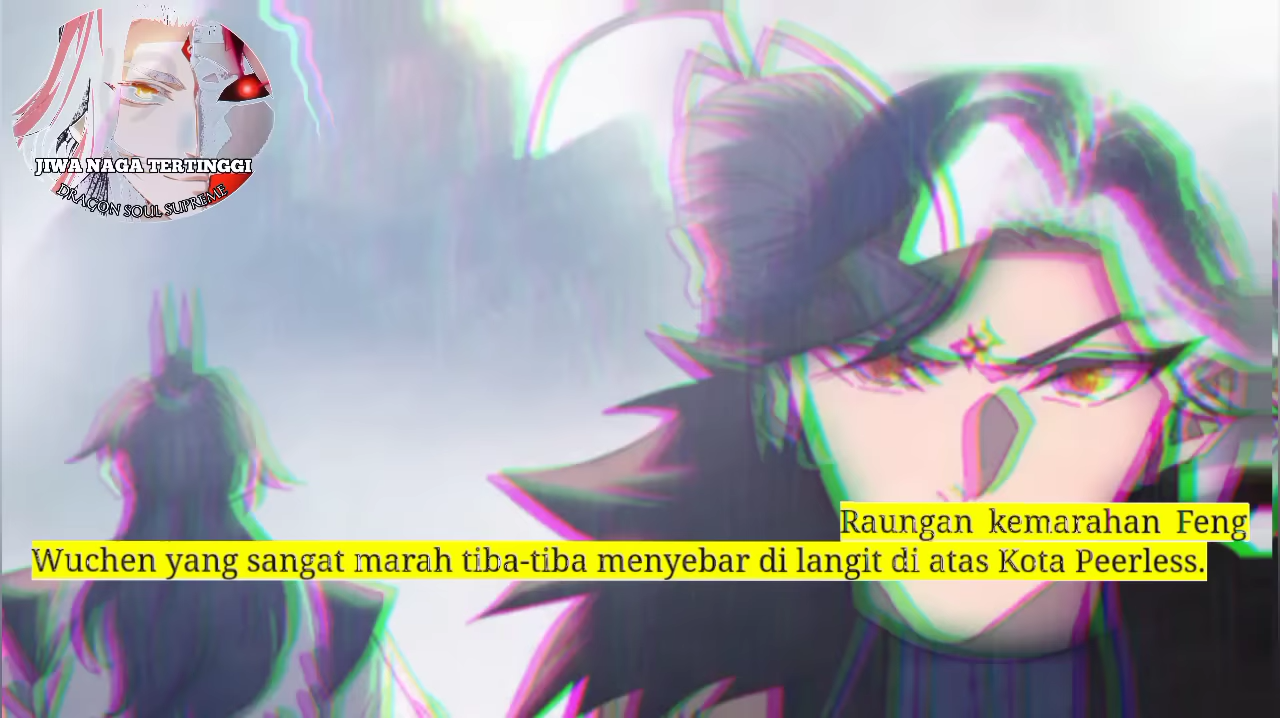 JIWA NAGA TERTINGGI
DRAGON SOUL SUPREME
Raungan kemarahan Feng
Wuchen yang sangat marah tiba-tiba menyebar di langit di atas Kota Peerless.